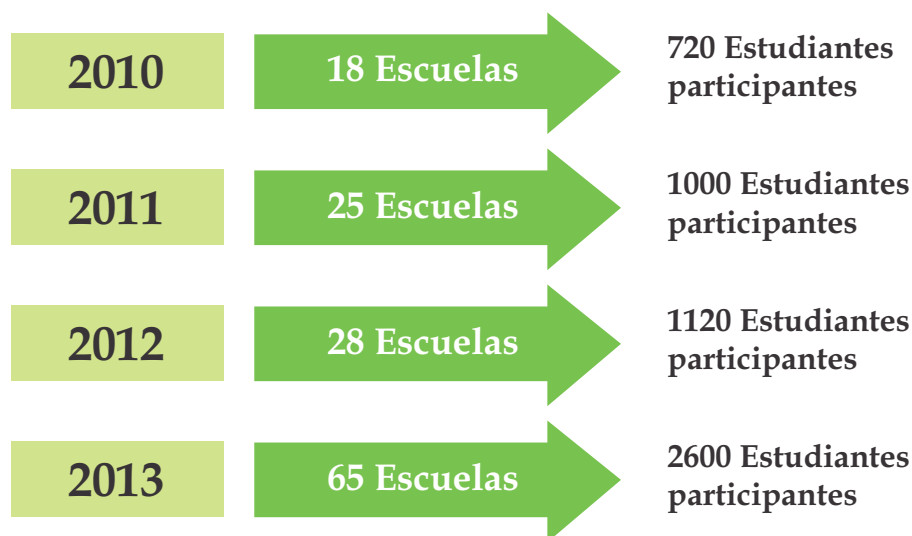 2010
18 Escuelas
720 Estudiantes
participantes
2011
25 Escuelas
1000 Estudiantes
participantes
2012
28 Escuelas
1120 Estudiantes
participantes
2013
65 Escuelas
2600 Estudiantes
participantes